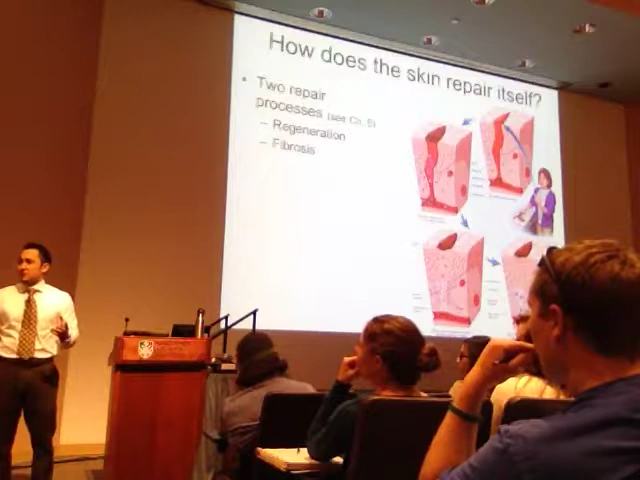 How does the skin repair itself?
• Two repair
processes (see Ch. 5)
– Regeneration
– Fibrosis